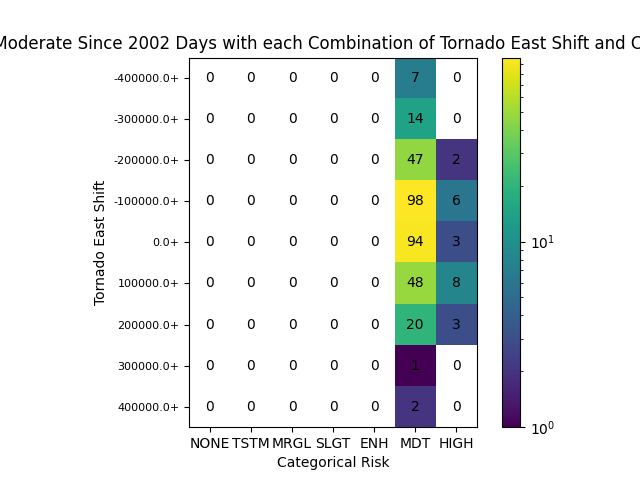 Moderate Since 2002 Days with each Combination of Tornado East Shift and C
-400000.0+ 0 0 0 0 0 7 0
-300000.0+ 0 0 0 0 0 14 0
-200000.0+ 0 0 0 0 0 47 2
-100000.0+ 0 0 0 0 0 98 6
0.0+ 0 0 0 0 0 94 3
100000.0+ 0 0 0 0 0 48 8
200000.0+ 0 0 0 0 0 20 3
300000.0+ 0 0 0 0 0 1 0
400000.0+ 0 0 0 0 0 2 0
NONE TSTM MRGL SLGT ENH MDT HIGH
Categorical Risk
Tornado East Shift
10¹
10⁰